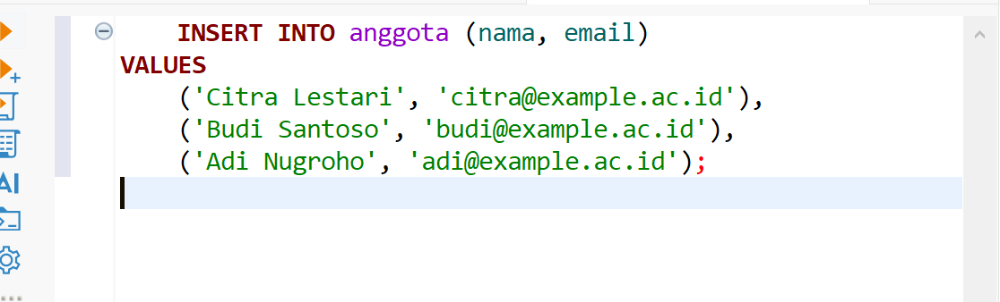 INSERT INTO anggota (nama, email)
VALUES
('Citra Lestari', 'citra@example.ac.id'),
('Budi Santoso', 'budi@example.ac.id'),
('Adi Nugroho', 'adi@example.ac.id');
AI